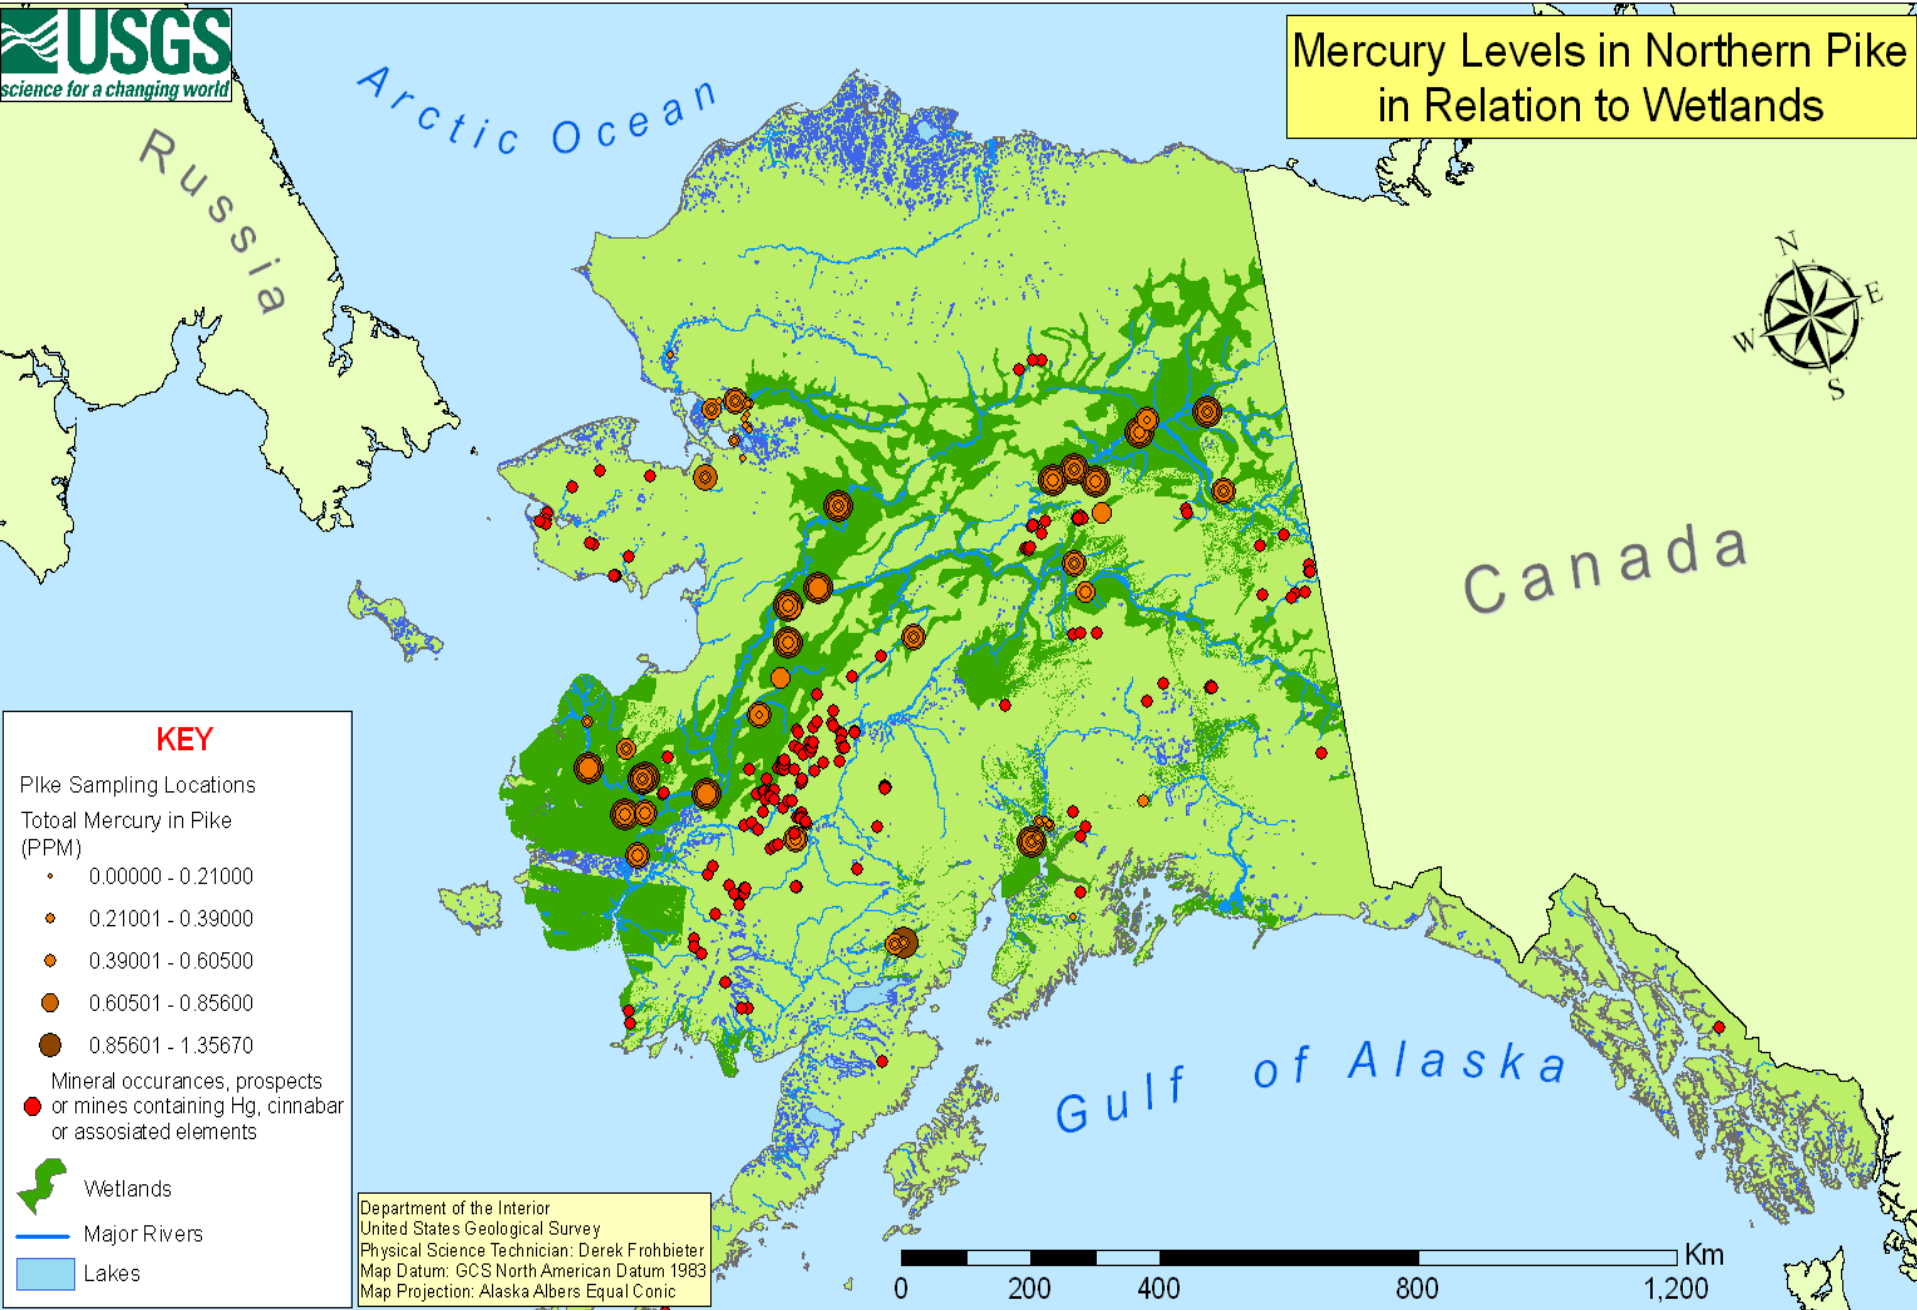 USGS
science for a changing world
Mercury Levels in Northern Pike
in Relation to Wetlands
Arctic Ocean
Russia
N
E
W
S
Canada
KEY
PIke Sampling Locations
Totoal Mercury in Pike
(PPM)
0.00000 - 0.21000
0.21001 - 0.39000
0.39001 - 0.60500
0.60501 - 0.85600
0.85601 - 1.35670
Mineral occurances, prospects
or mines containing Hg, cinnabar
or assosiated elements
Wetlands
Major Rivers
Lakes
Gulf of Alaska
Department of the Interior
United States Geological Survey
Physical Science Technician: Derek Frohbieter
Map Datum: GCS North American Datum 1983
Map Projection: Alaska Albers Equal Conic
Km
0 200 400 800 1,200